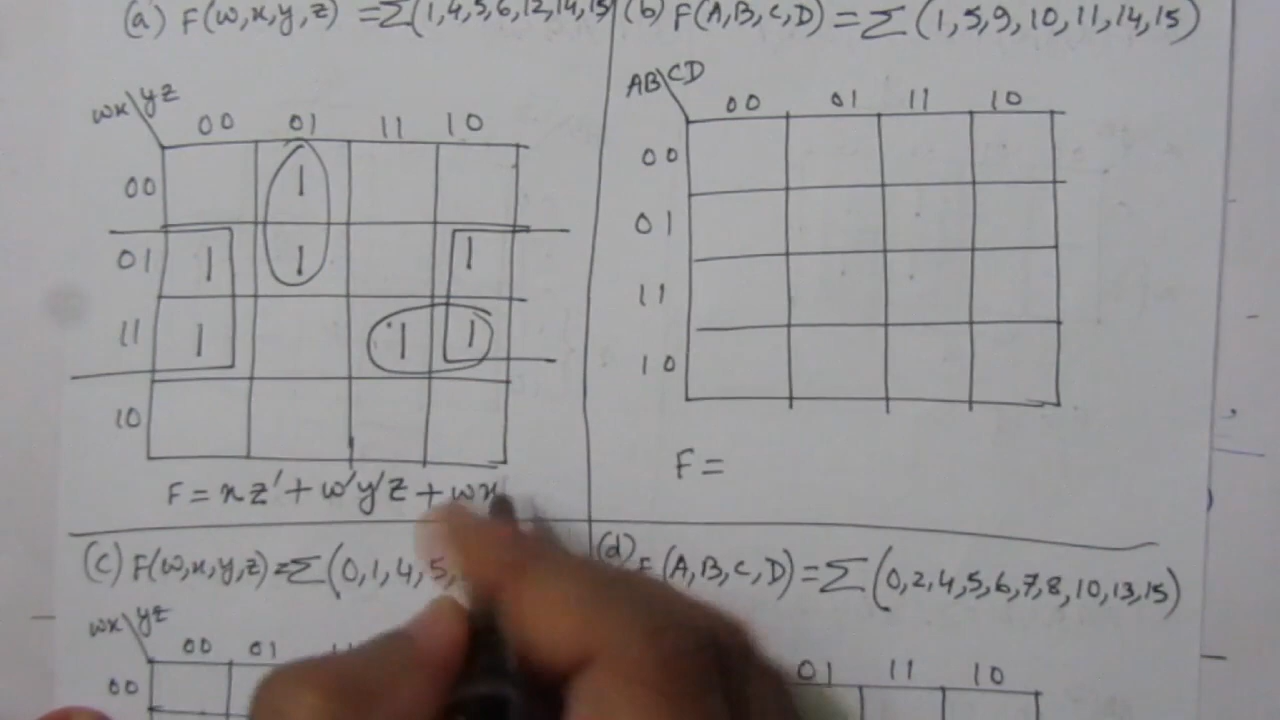 (a) F(w,x,y,z) =Σ(1,4,5,6,12,14,15
wx\yz
00 01 11 10
00 1
01 1 1 1
11 1 1 1
10
F = xz' + w'y'z + wx
(b) F(A,B,C,D) = Σ (1,5,9,10,11,14,15)
AB\CD
00 01 11 10
00
01
11
10
F =
(c) F(w,x,y,z) =Σ(0,1,4,5,
wx\yz
00 01
00
(d) F(A,B,C,D) = Σ (0,2,4,5,6,7,8,10,13,15)
01 11 10